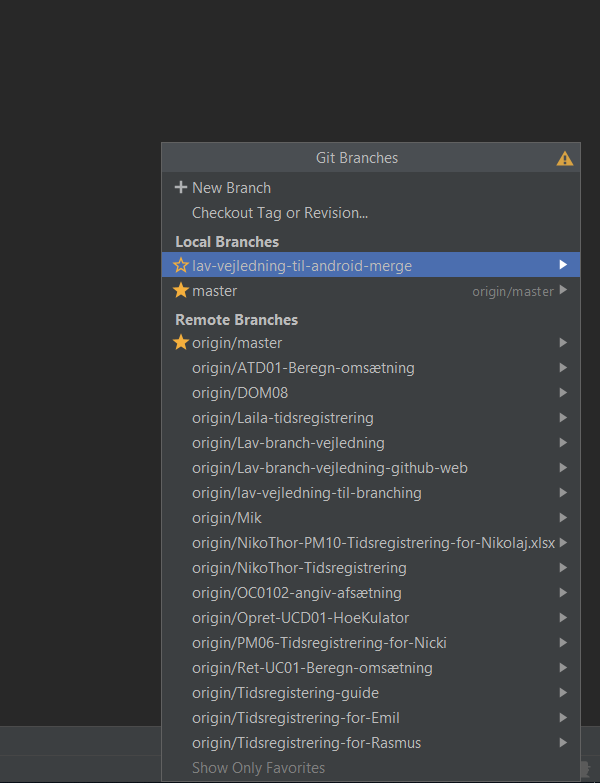 Git Branches
New Branch
Checkout Tag or Revision...
Local Branches
lav-vejledning-til-android-merge
master origin/master
Remote Branches
origin/master
origin/ATD01-Beregn-omsætning
origin/DOM08
origin/Laila-tidsregistrering
origin/Lav-branch-vejledning
origin/Lav-branch-vejledning-github-web
origin/lav-vejledning-til-branching
origin/Mik
origin/NikoThor-PM10-Tidsregistrering-for-Nikolaj.xlsx
origin/NikoThor-Tidsregistrering
origin/OC0102-angiv-afsætning
origin/Opret-UCD01-HoeKulator
origin/PM06-Tidsregistrering-for-Nicki
origin/Ret-UC01-Beregn-omsætning
origin/Tidsregistering-guide
origin/Tidsregistrering-for-Emil
origin/Tidsregistrering-for-Rasmus
Show Only Favorites